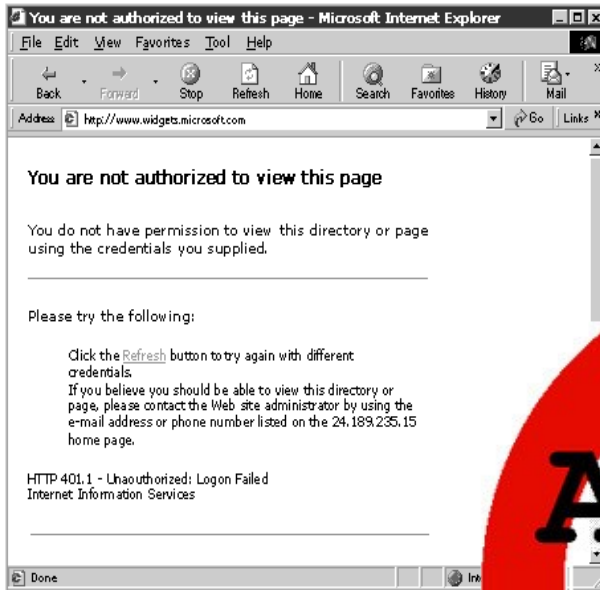 You are not authorized to view this page - Microsoft Internet Explorer
File Edit View Favorites Tool Help
Back Forward Stop Refresh Home Search Favorites History Mail
Address http://www.widgets.microsoft.com Go Links
You are not authorized to view this page
You do not have permission to view this directory or page
using the credentials you supplied.
Please try the following:
Click the Refresh button to try again with different
credentials.
If you believe you should be able to view this directory or
page, please contact the Web site administrator by using the
e-mail address or phone number listed on the 24.189.235.15
home page.
HTTP 401.1 - Unaouthorized: Logon Failed
Internet Information Services
A
Done